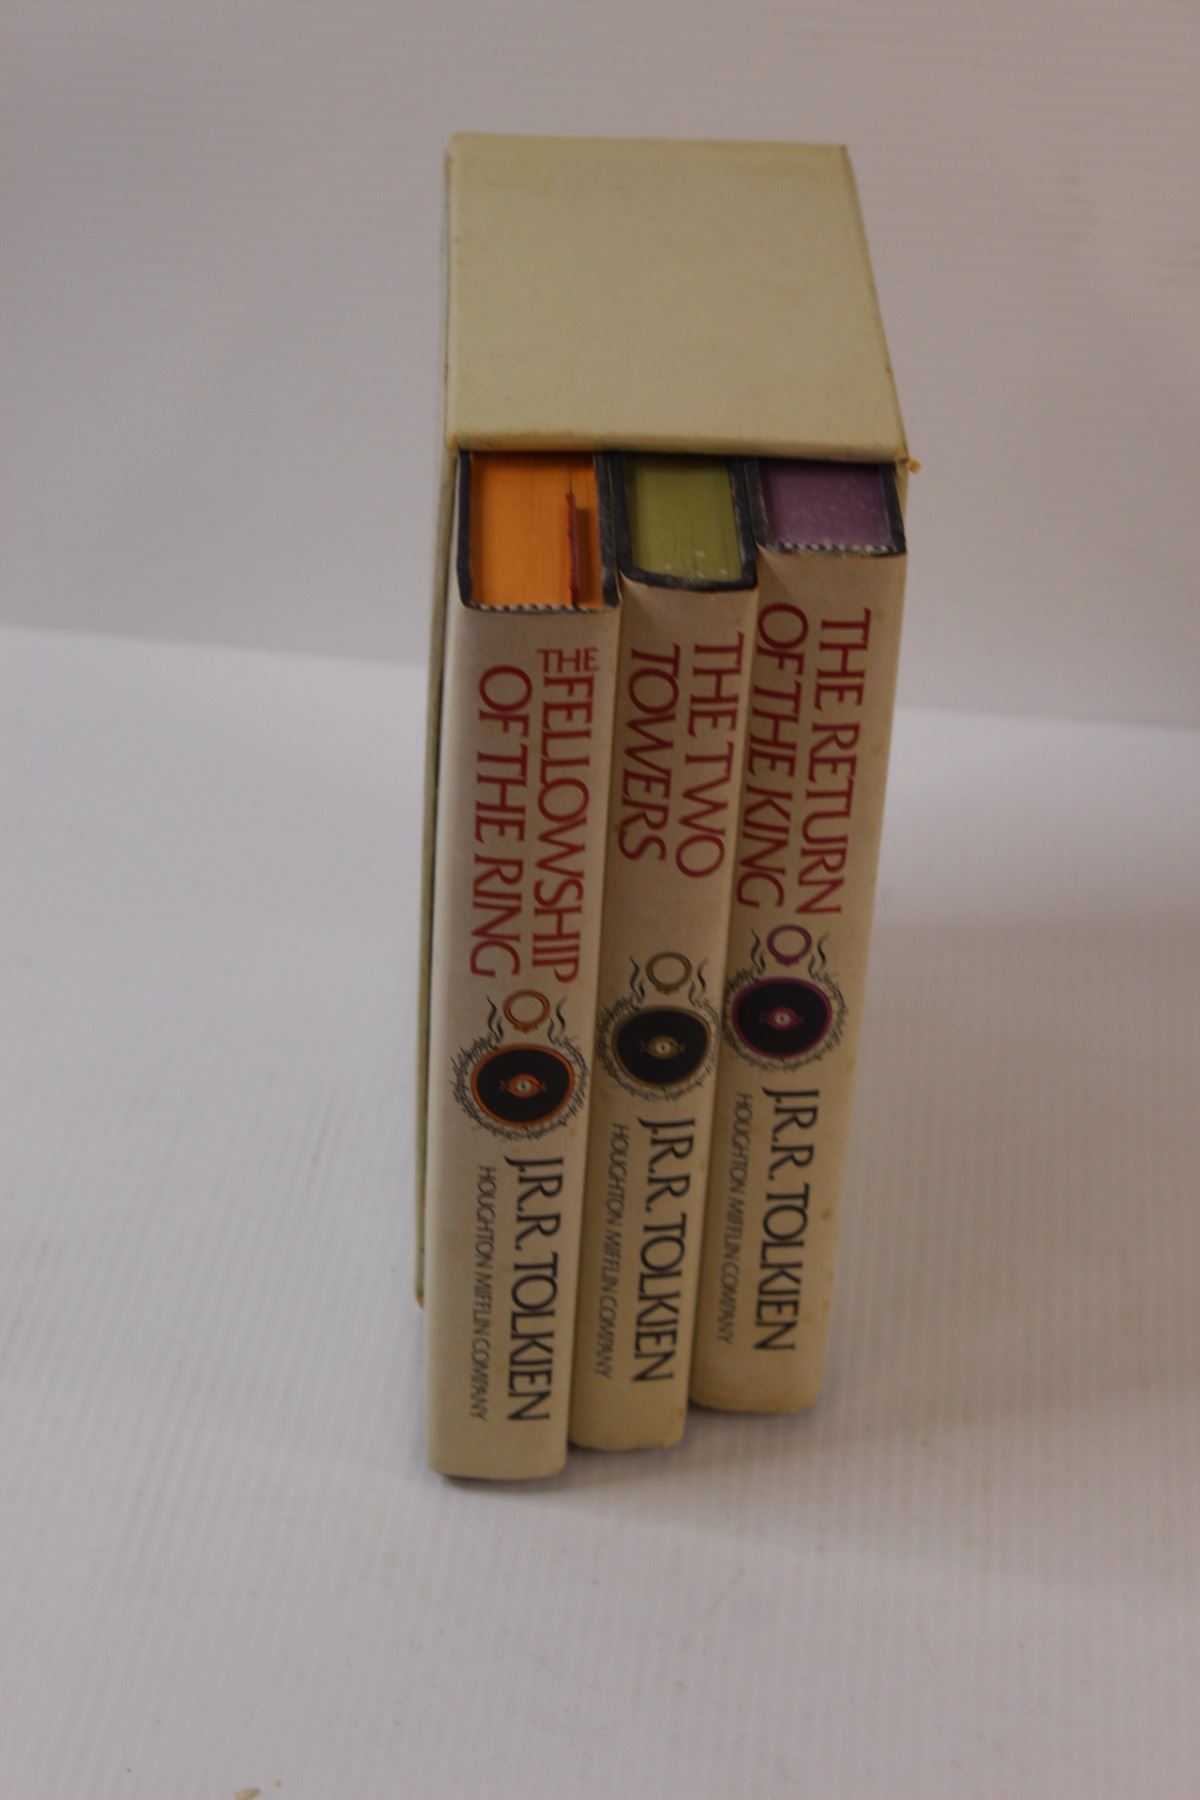 THE FELLOWSHIP
OF THE RING
J.R.R. TOLKIEN
HOUGHTON MIFFLIN COMPANY
THE TWO
TOWERS
J.R.R. TOLKIEN
HOUGHTON MIFFLIN COMPANY
THE RETURN
OF THE KING
J.R.R. TOLKIEN
HOUGHTON MIFFLIN COMPANY